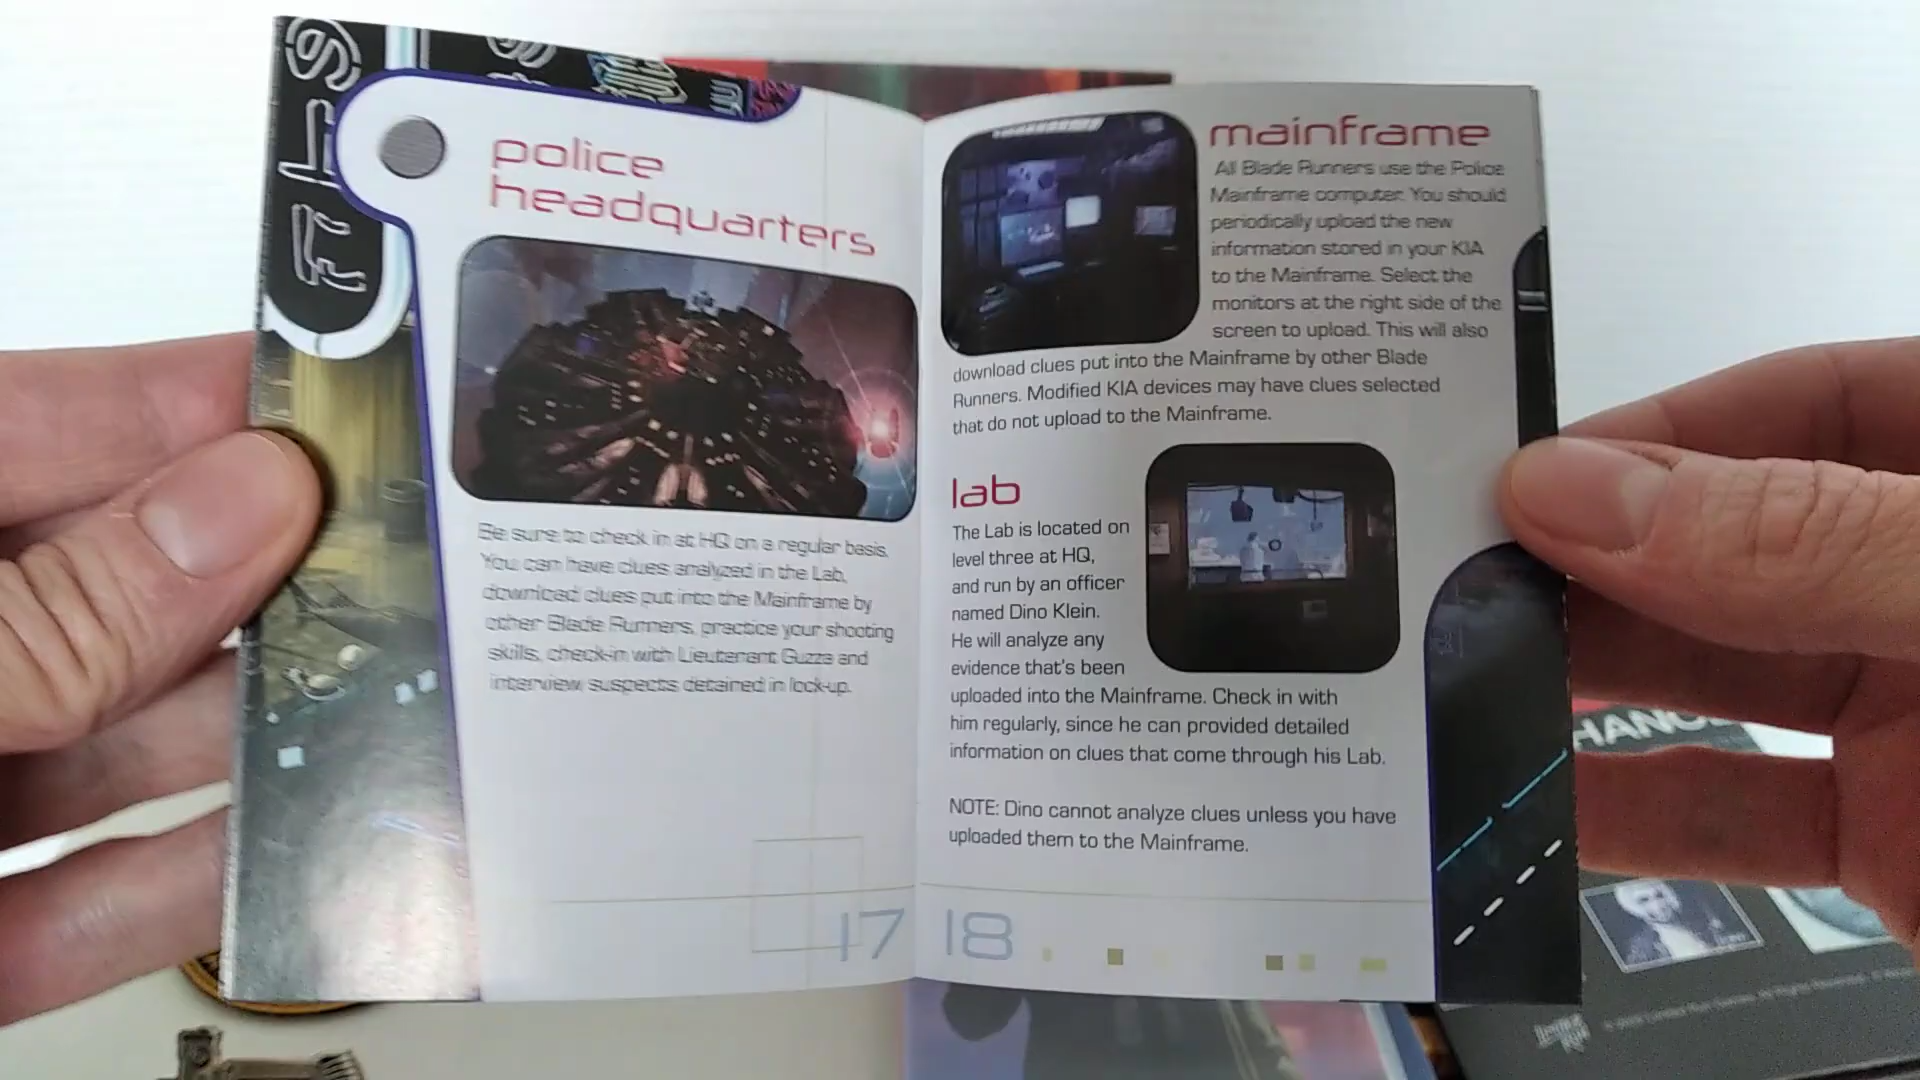 police
headquarters
Be sure to check in at HQ on a regular basis.
You can have clues analyzed in the Lab,
download clues put into the Mainframe by
other Blade Runners, practice your shooting
skills, check-in with Lieutenant Guzza and
interview suspects detained in lock-up.
17
mainframe
All Blade Runners use the Police
Mainframe computer. You should
periodically upload the new
information stored in your KIA
to the Mainframe. Select the
monitors at the right side of the
screen to upload. This will also
download clues put into the Mainframe by other Blade
Runners. Modified KIA devices may have clues selected
that do not upload to the Mainframe.
lab
The Lab is located on
level three at HQ,
and run by an officer
named Dino Klein.
He will analyze any
evidence that's been
uploaded into the Mainframe. Check in with
him regularly, since he can provided detailed
information on clues that come through his Lab.
NOTE: Dino cannot analyze clues unless you have
uploaded them to the Mainframe.
18